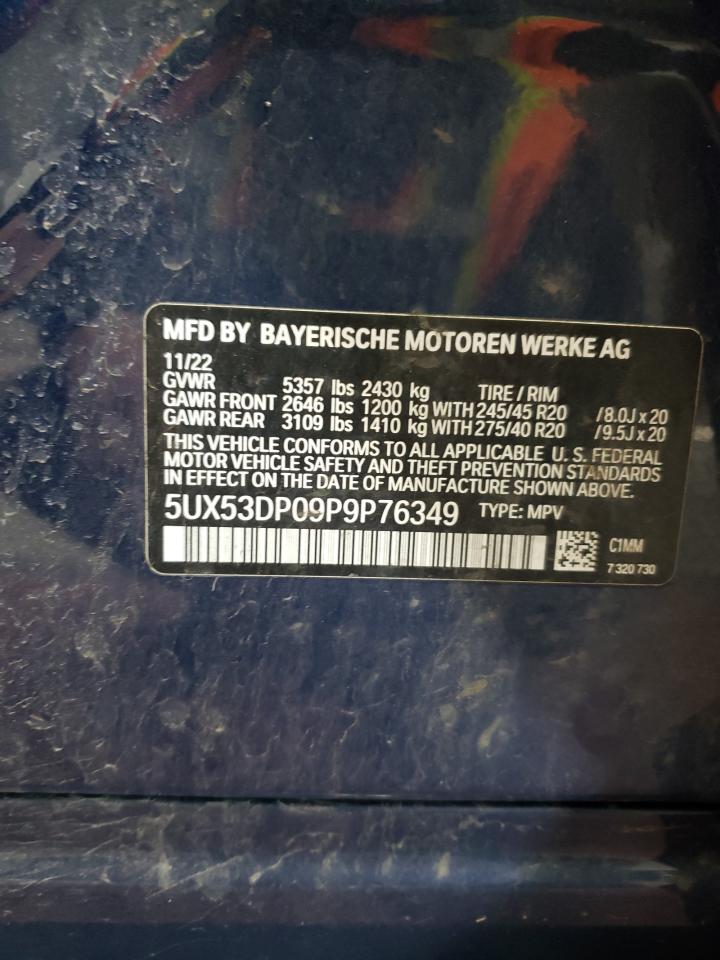 MFD BY BAYERISCHE MOTOREN WERKE AG
11/22
GVWR 5357 lbs 2430 kg TIRE / RIM
GAWR FRONT 2646 lbs 1200 kg WITH 245/45 R20 /8.0J x 20
GAWR REAR 3109 lbs 1410 kg WITH 275/40 R20 /9.5J x 20
THIS VEHICLE CONFORMS TO ALL APPLICABLE U. S. FEDERAL
MOTOR VEHICLE SAFETY AND THEFT PREVENTION STANDARDS
IN EFFECT ON THE DATE OF MANUFACTURE SHOWN ABOVE.
5UX53DP09P9P76349 TYPE: MPV
C1MM
7 320 730